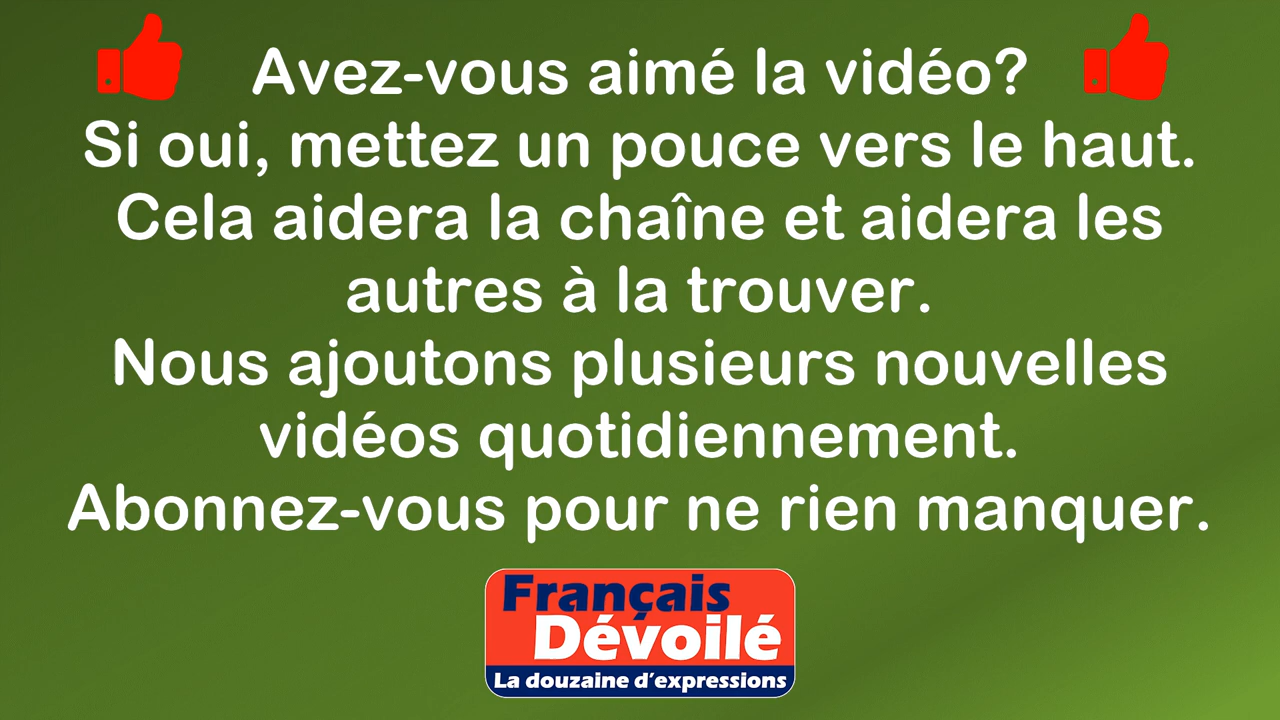 Avez-vous aimé la vidéo?
Si oui, mettez un pouce vers le haut.
Cela aidera la chaîne et aidera les
autres à la trouver.
Nous ajoutons plusieurs nouvelles
vidéos quotidiennement.
Abonnez-vous pour ne rien manquer.
Français
Dévoilé
La douzaine d'expressions